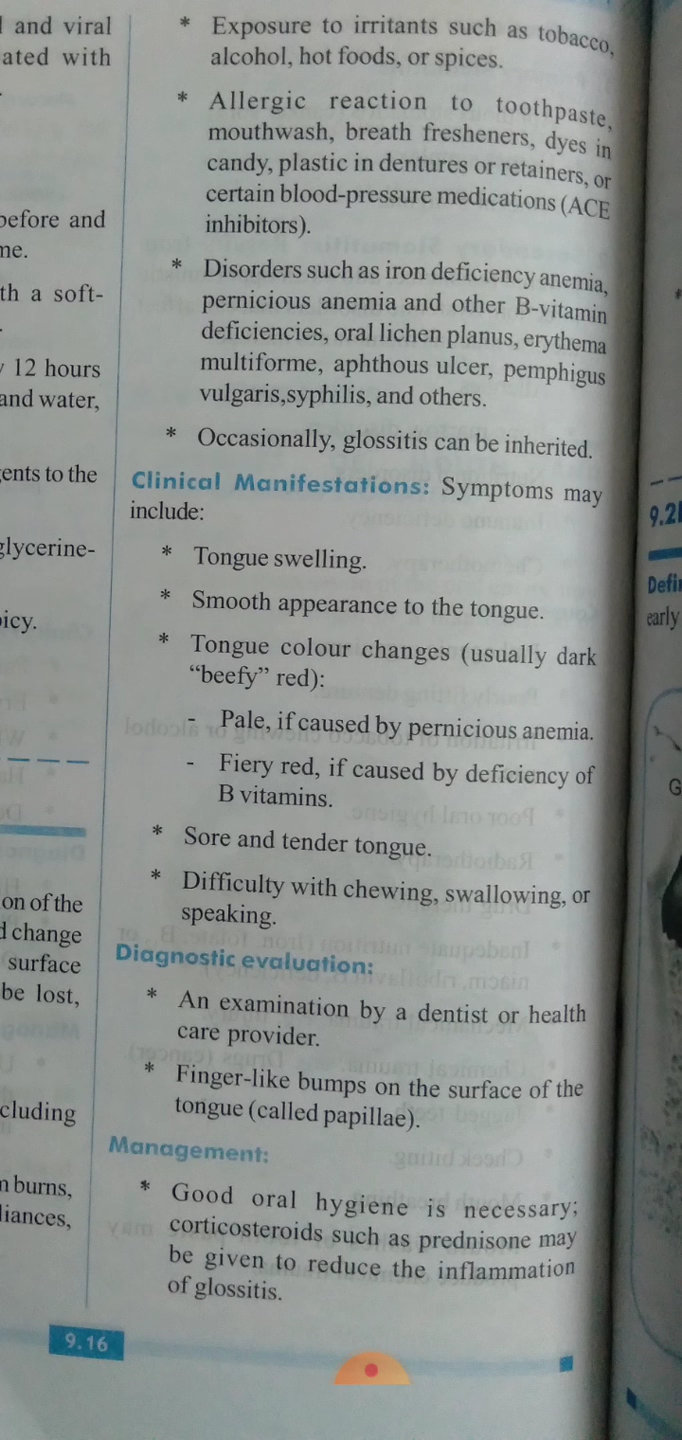 and viral
ated with
before and
me.
th a soft-
12 hours
and water,
ents to the
glycerine-
icy.
on of the
change
surface
be lost,
cluding
burns,
liances,
* Exposure to irritants such as tobacco,
alcohol, hot foods, or spices.
* Allergic reaction to toothpaste,
mouthwash, breath fresheners, dyes in
candy, plastic in dentures or retainers, or
certain blood-pressure medications (ACE
inhibitors).
* Disorders such as iron deficiency anemia,
pernicious anemia and other B-vitamin
deficiencies, oral lichen planus, erythema
multiforme, aphthous ulcer, pemphigus
vulgaris,syphilis, and others.
* Occasionally, glossitis can be inherited.
Clinical Manifestations: Symptoms may
include:
* Tongue swelling.
* Smooth appearance to the tongue.
* Tongue colour changes (usually dark
“beefy” red):
- Pale, if caused by pernicious anemia.
- Fiery red, if caused by deficiency of
B vitamins.
* Sore and tender tongue.
* Difficulty with chewing, swallowing, or
speaking.
Diagnostic evaluation:
* An examination by a dentist or health
care provider.
* Finger-like bumps on the surface of the
tongue (called papillae).
Management:
* Good oral hygiene is necessary;
corticosteroids such as prednisone may
be given to reduce the inflammation
of glossitis.
9.16
9.2
Defi
early
G